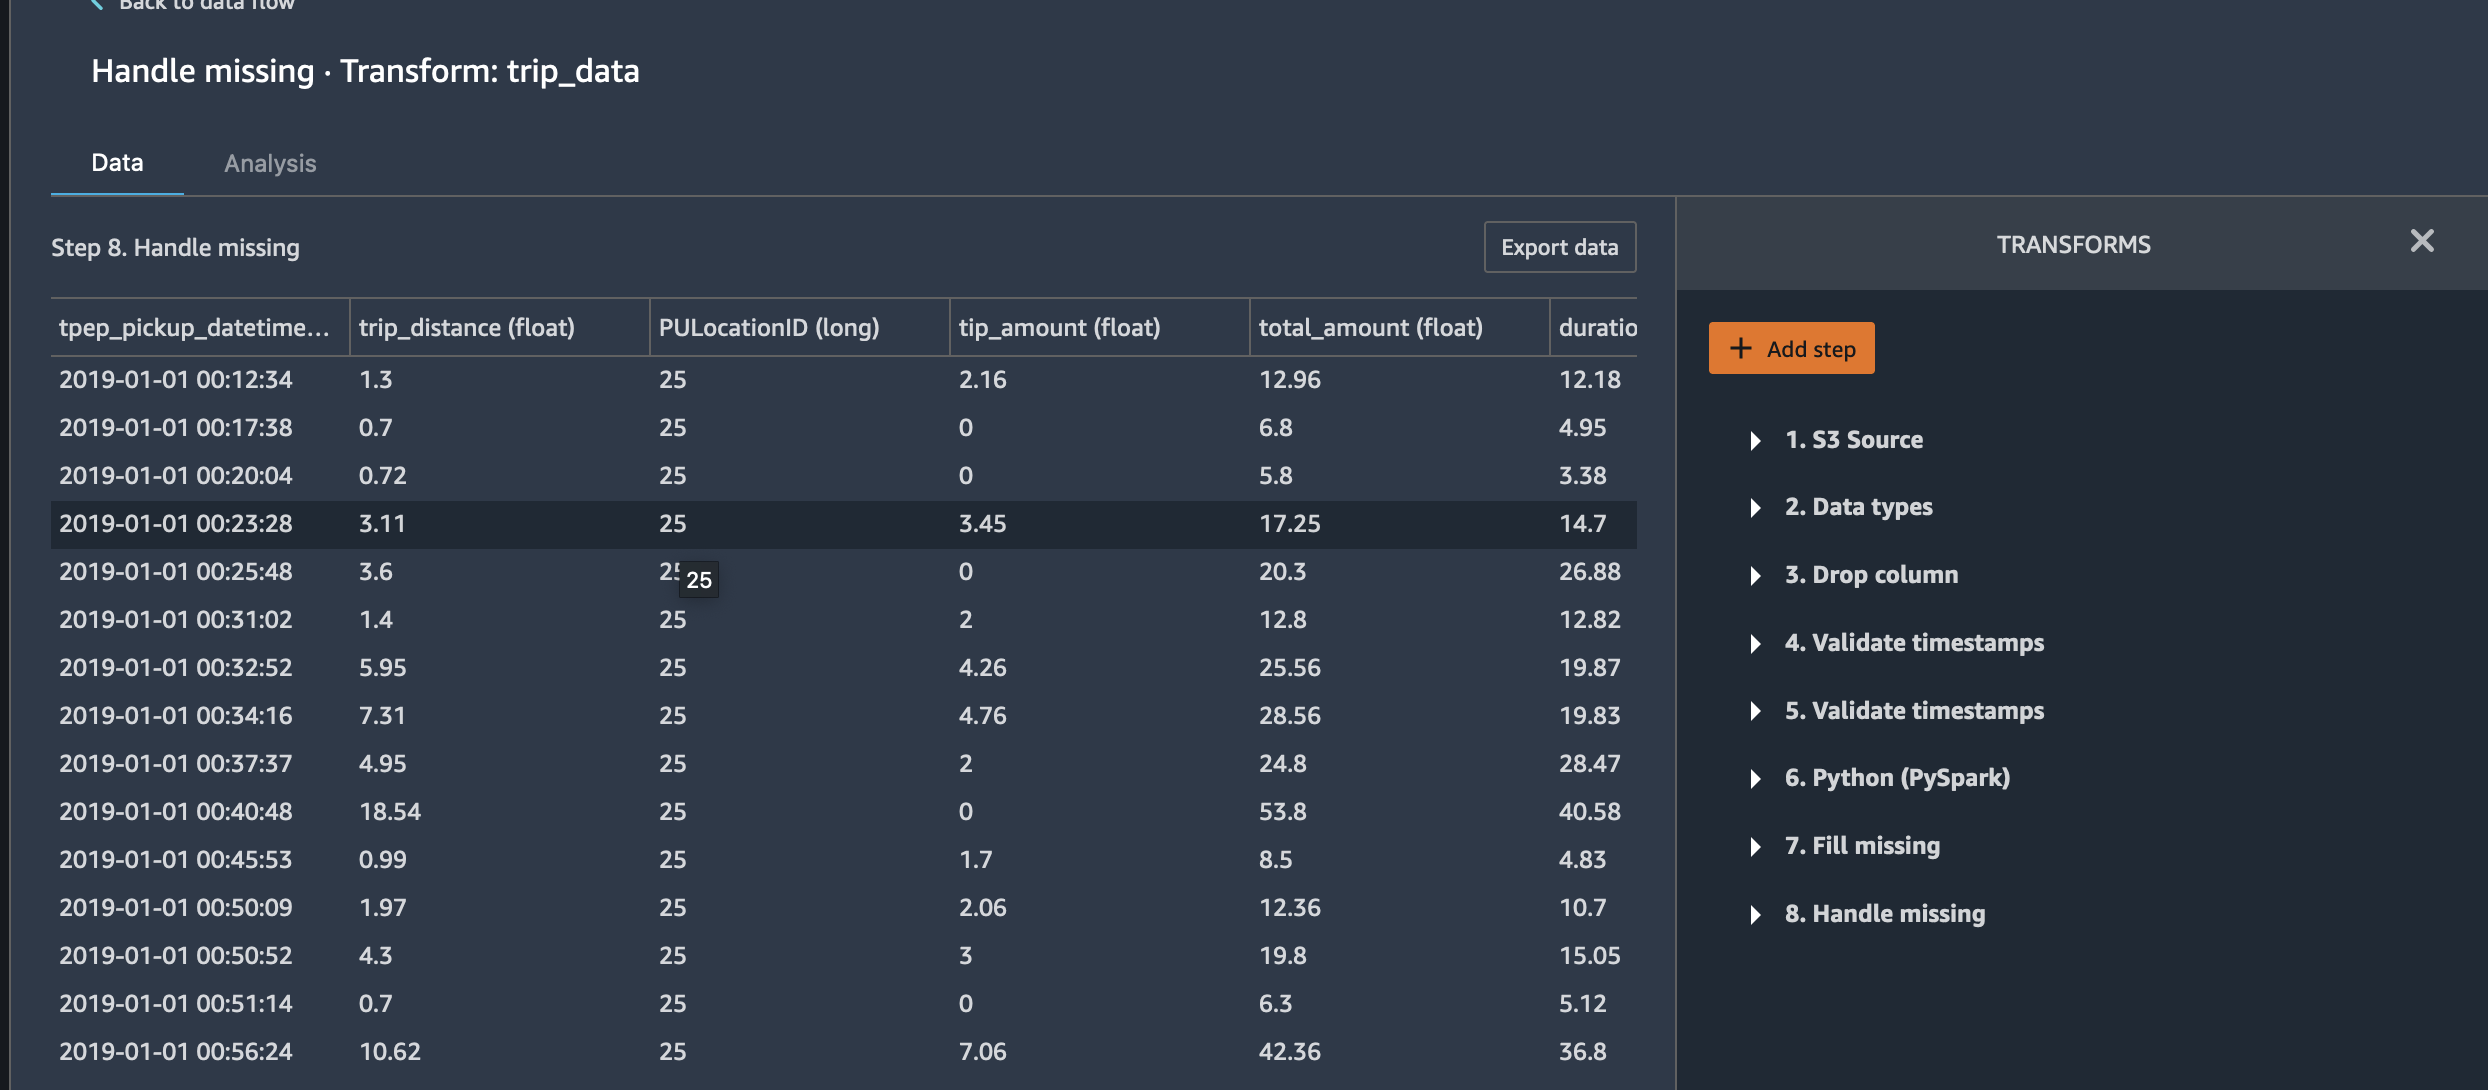 Back to data flow
Handle missing · Transform: trip_data
Data Analysis
Step 8. Handle missing Export data
tpep_pickup_datetime... trip_distance (float) PULocationID (long) tip_amount (float) total_amount (float) duratio
2019-01-01 00:12:34 1.3 25 2.16 12.96 12.18
2019-01-01 00:17:38 0.7 25 0 6.8 4.95
2019-01-01 00:20:04 0.72 25 0 5.8 3.38
2019-01-01 00:23:28 3.11 25 3.45 17.25 14.7
2019-01-01 00:25:48 3.6 25 0 20.3 26.88
25
2019-01-01 00:31:02 1.4 25 2 12.8 12.82
2019-01-01 00:32:52 5.95 25 4.26 25.56 19.87
2019-01-01 00:34:16 7.31 25 4.76 28.56 19.83
2019-01-01 00:37:37 4.95 25 2 24.8 28.47
2019-01-01 00:40:48 18.54 25 0 53.8 40.58
2019-01-01 00:45:53 0.99 25 1.7 8.5 4.83
2019-01-01 00:50:09 1.97 25 2.06 12.36 10.7
2019-01-01 00:50:52 4.3 25 3 19.8 15.05
2019-01-01 00:51:14 0.7 25 0 6.3 5.12
2019-01-01 00:56:24 10.62 25 7.06 42.36 36.8
TRANSFORMS
Add step
1. S3 Source
2. Data types
3. Drop column
4. Validate timestamps
5. Validate timestamps
6. Python (PySpark)
7. Fill missing
8. Handle missing